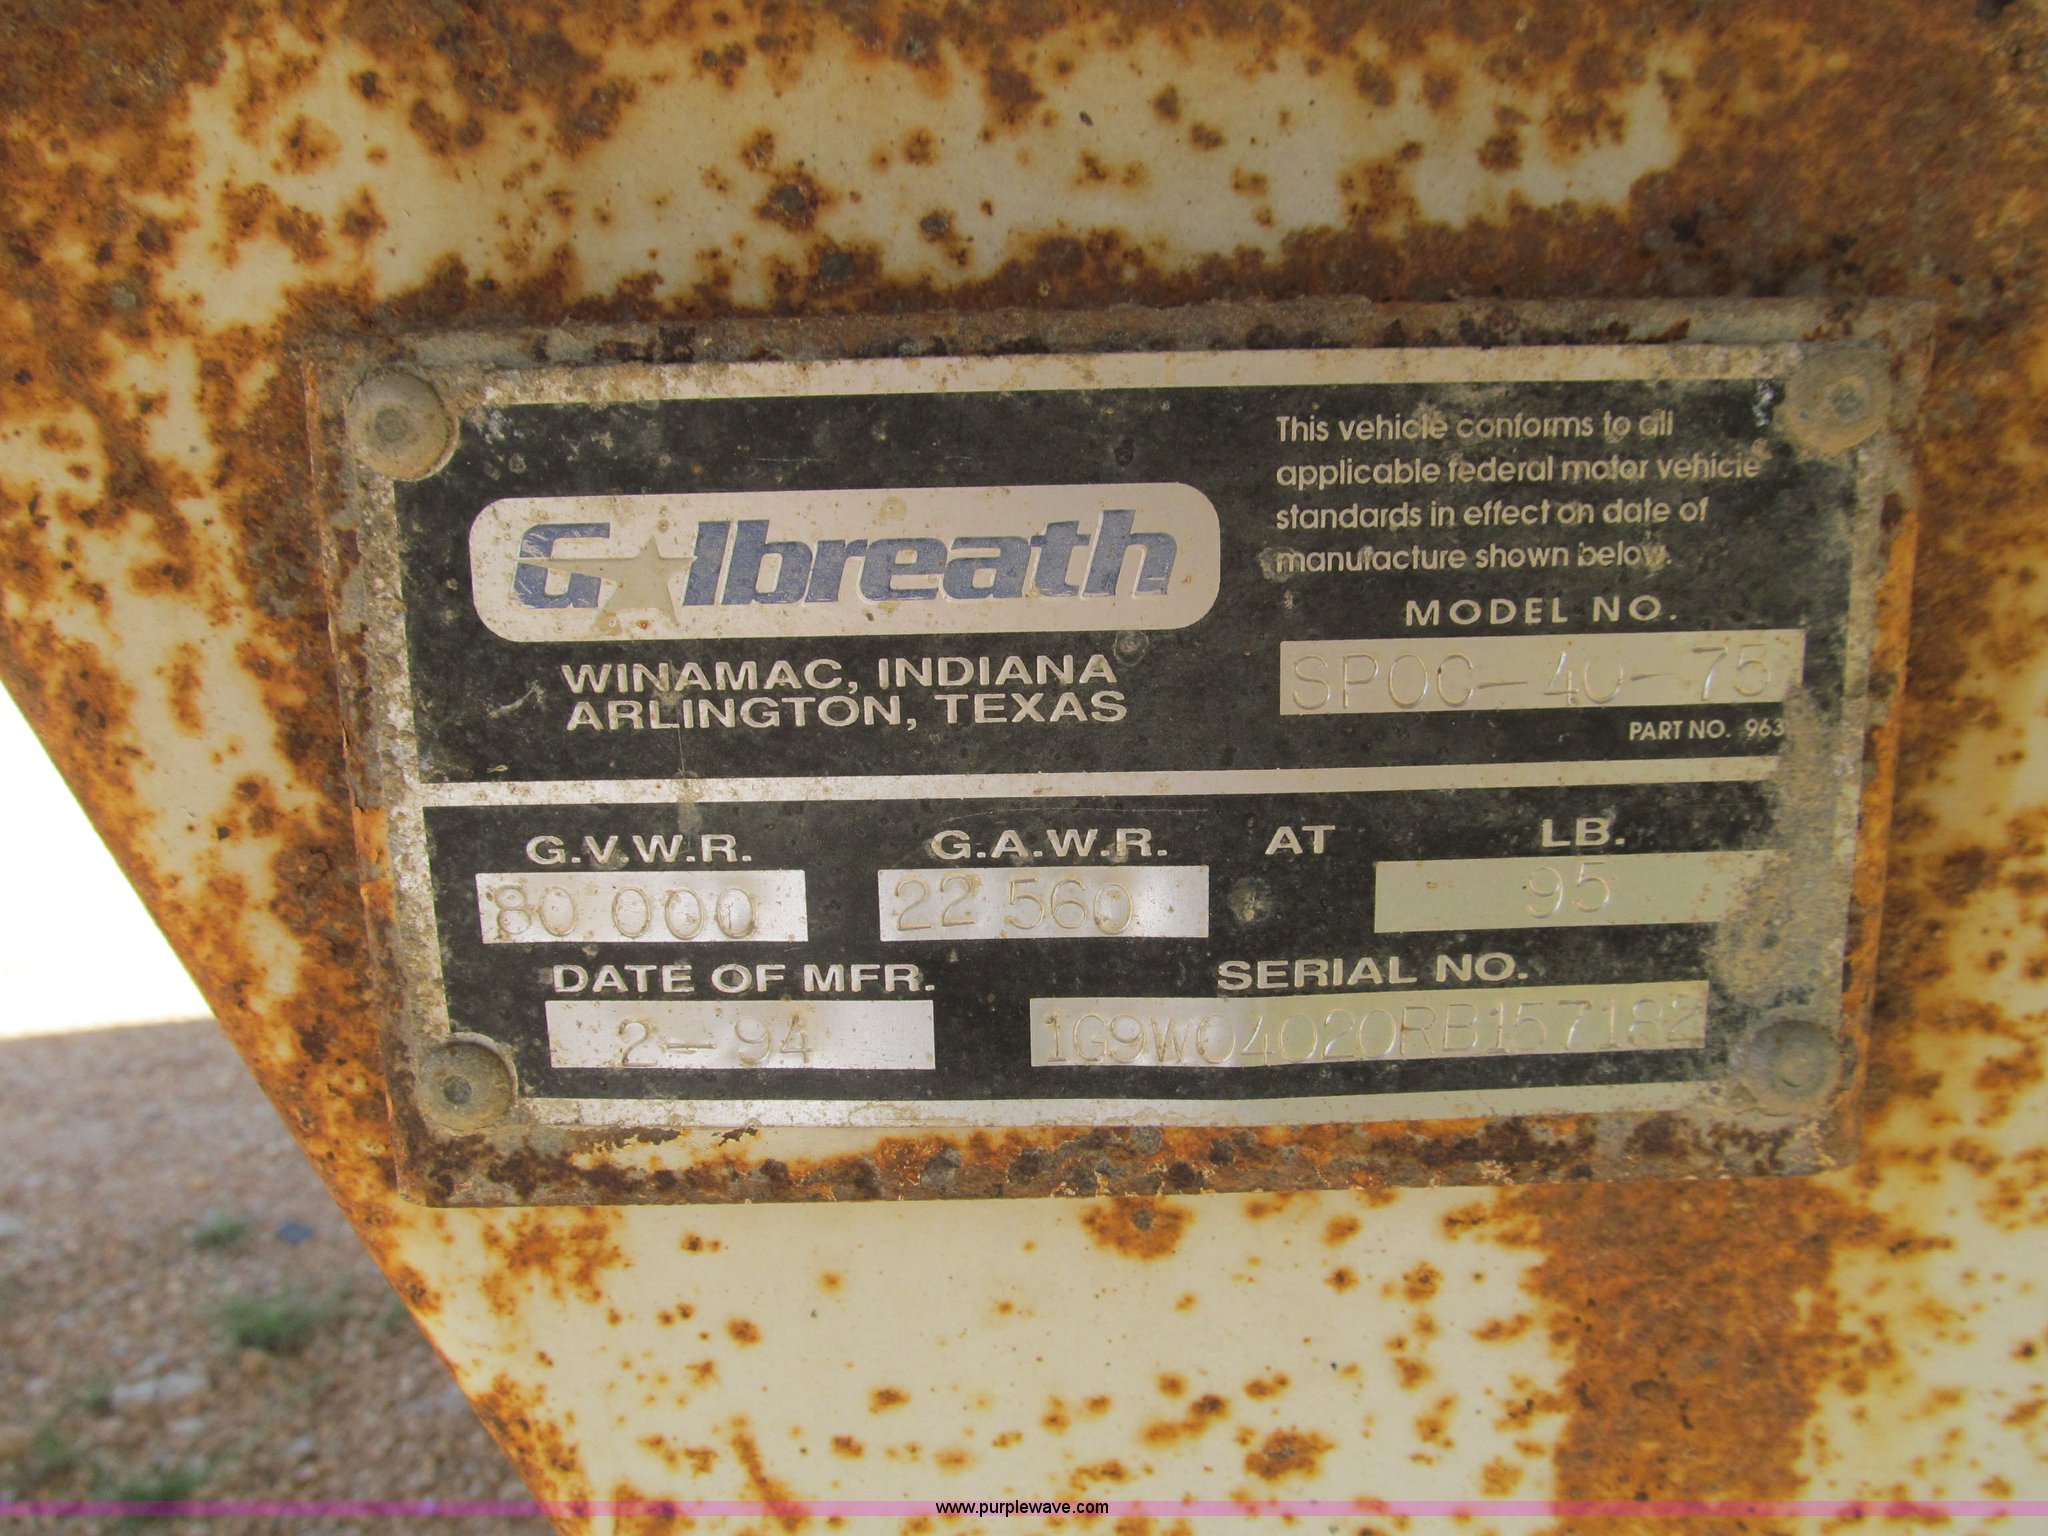 Galbreath
WINAMAC, INDIANA
ARLINGTON, TEXAS
This vehicle conforms to all
applicable federal motor vehicle
standards in effect on date of
manufacture shown below.
MODEL NO.
SPOC-40-75
PART NO. 963
G.V.W.R.
80 000
G.A.W.R.
22 560
AT
LB.
95
DATE OF MFR.
2-94
SERIAL NO.
1G9W04020RB157182
www.purplewave.com